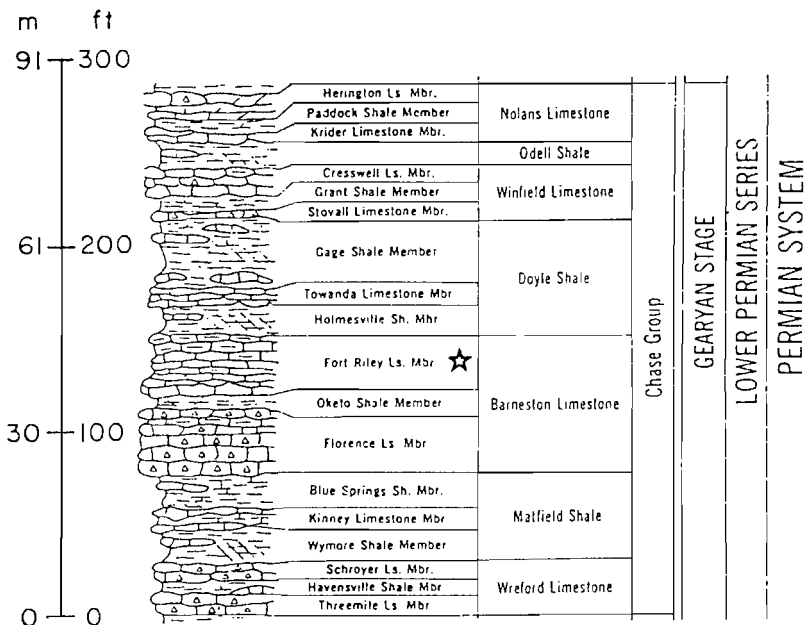 m ft
91 300
Herington Ls. Mbr.
Paddock Shale Member
Nolans Limestone
Krider Limestone Mbr.
Odell Shale
Cresswell Ls. Mbr.
Grant Shale Member
Winfield Limestone
Stovall Limestone Mbr.
61 200
Gage Shale Member
Doyle Shale
Towanda Limestone Mbr
Holmesville Sh. Mbr
Fort Riley Ls. Mbr
Oketo Shale Member
Barneston Limestone
30 100
Florence Ls. Mbr
Blue Springs Sh. Mbr.
Kinney Limestone Mbr
Matfield Shale
Wymore Shale Member
Schroyer Ls. Mbr.
Havensville Shale Mbr
Wreford Limestone
Threemile Ls. Mbr
0 0
Chase Group
GEARYAN STAGE
LOWER PERMIAN SERIES
PERMIAN SYSTEM